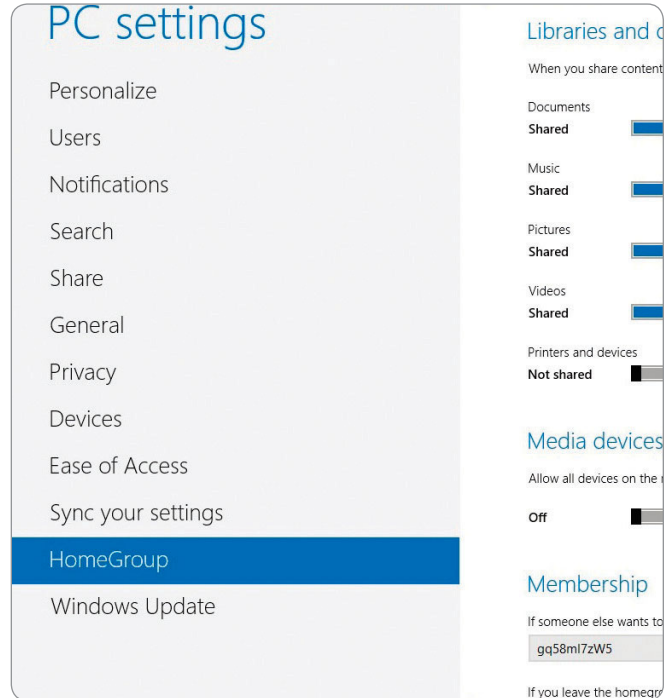 PC settings
Personalize
Users
Notifications
Search
Share
General
Privacy
Devices
Ease of Access
Sync your settings
HomeGroup
Windows Update
Libraries and
When you share content
Documents
Shared
Music
Shared
Pictures
Shared
Videos
Shared
Printers and devices
Not shared
Media devices
Allow all devices on the
Off
Membership
If someone else wants to
gq58ml7zW5
If you leave the